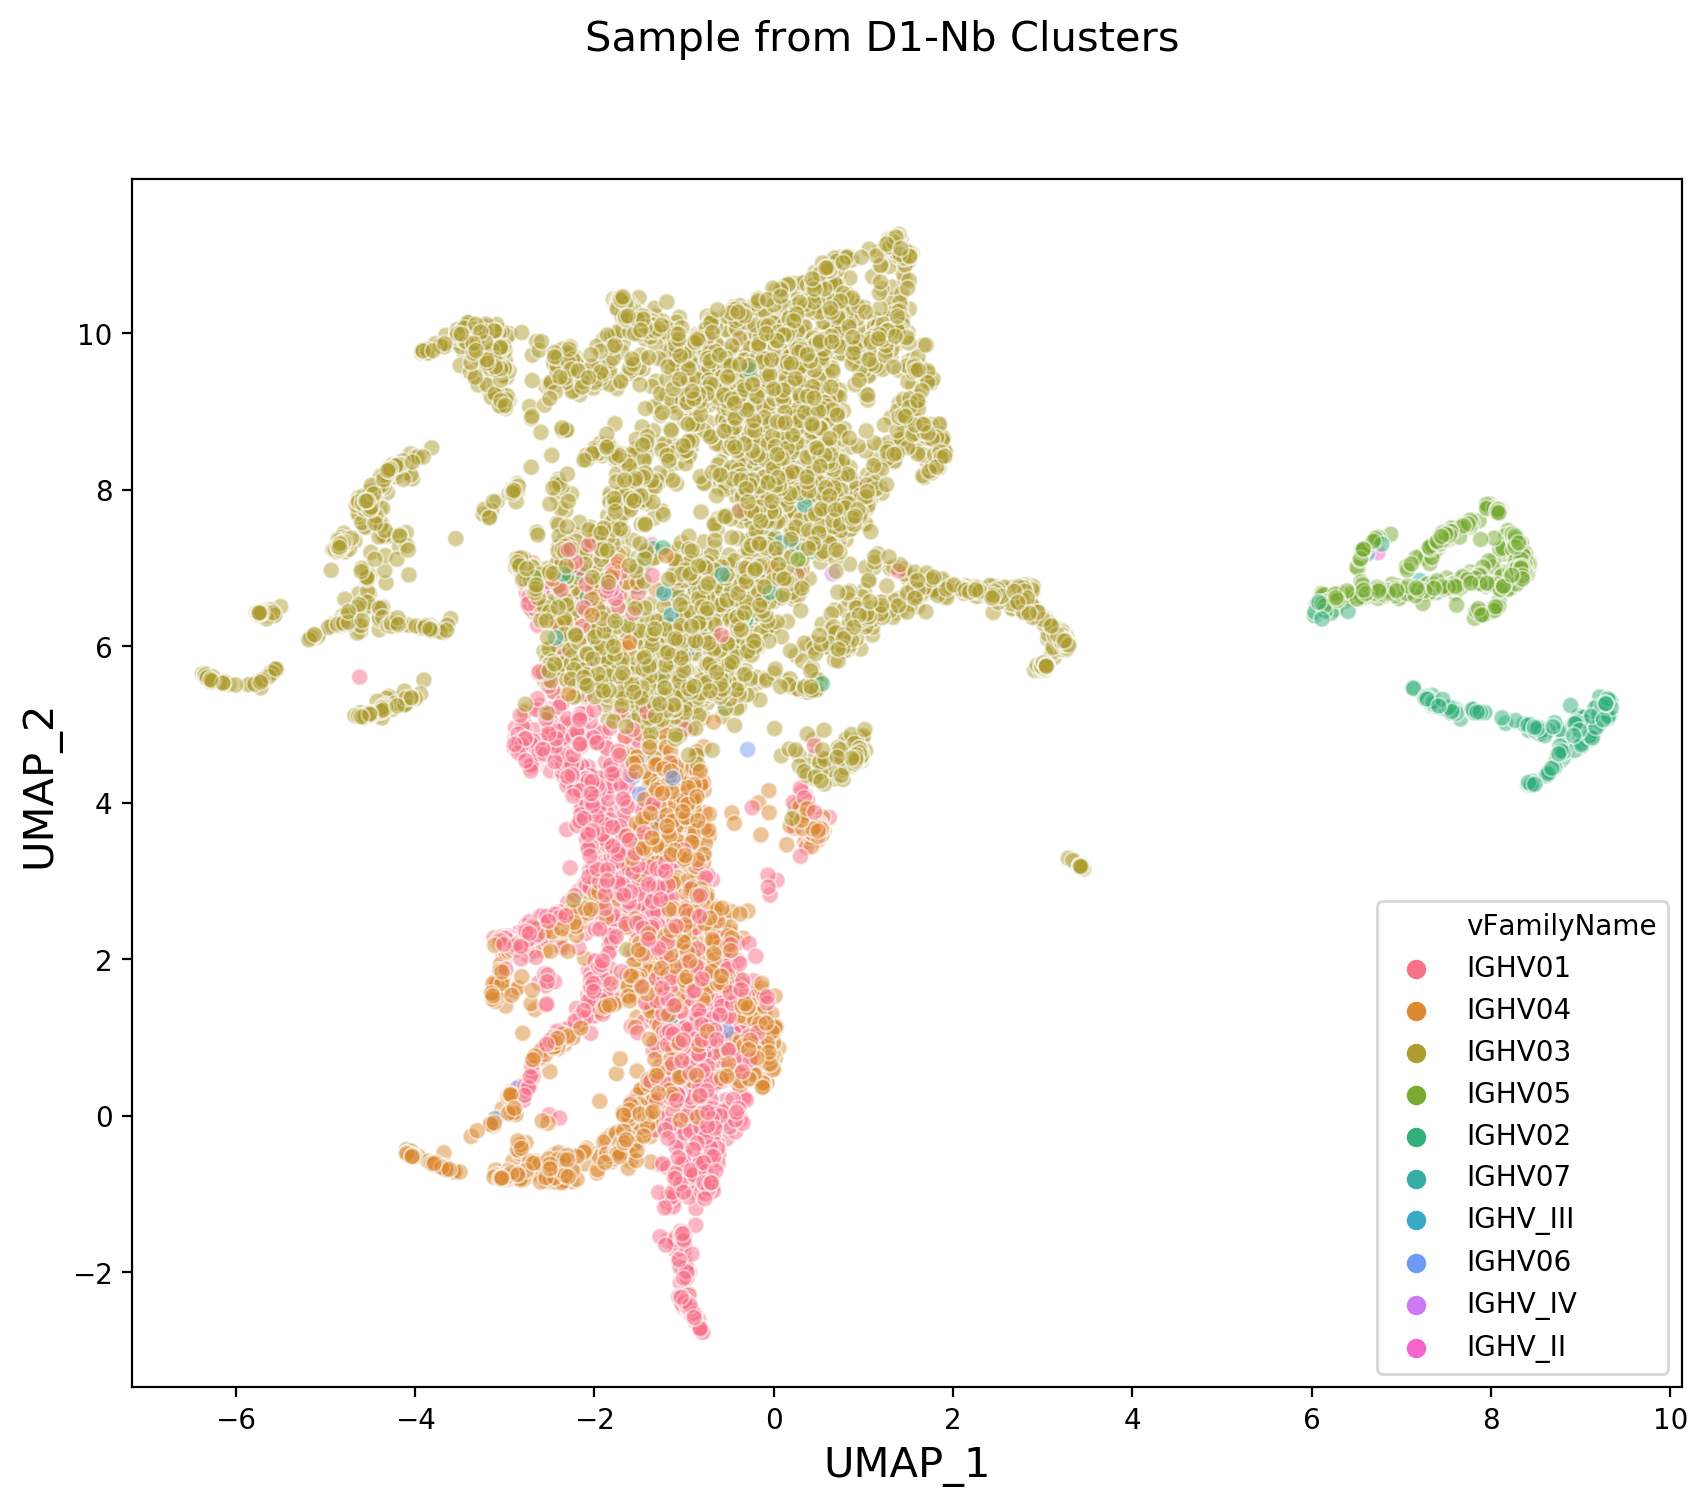 Sample from D1-Nb Clusters
UMAP_2
10
8
6
4
2
0
−2
−6
−4
−2
0
2
4
6
8
10
UMAP_1
vFamilyName
IGHV01
IGHV04
IGHV03
IGHV05
IGHV02
IGHV07
IGHV_III
IGHV06
IGHV_IV
IGHV_II